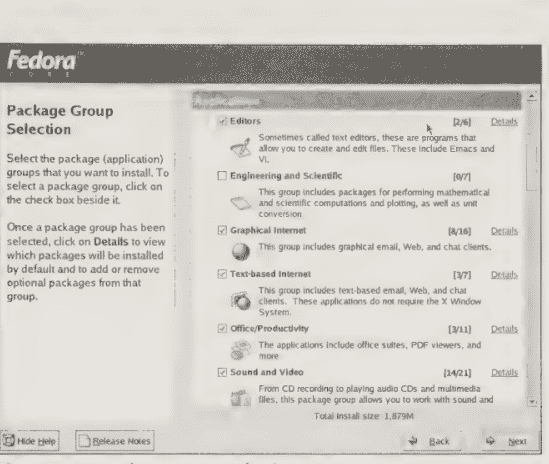 Fedora
C O R E
Package Group
Selection
Select the package (application)
groups that you want to install. To
select a package group, click on
the check box beside it.
Once a package group has been
selected, click on Details to view
which packages will be installed
by default and to add or remove
optional packages from that
group.
Editors [2/6] Details
Sometimes called text editors, these are programs that
allow you to create and edit files. These include Emacs and
Vi.
Engineering and Scientific [0/7]
This group includes packages for performing mathematical
and scientific computations and plotting, as well as unit
conversion.
Graphical Internet [8/16] Details
This group includes graphical email, Web, and chat clients.
Text-based Internet [3/7] Details
This group includes text-based email, Web, and chat
clients. These applications do not require the X Window
System.
Office/Productivity [3/11] Details
The applications include office suites, PDF viewers, and
more.
Sound and Video [14/21] Details
From CD recording to playing audio CDs and multimedia
files, this package group allows you to work with sound and
Total install size: 1,879M
Hide Help
Release Notes
Back
Next